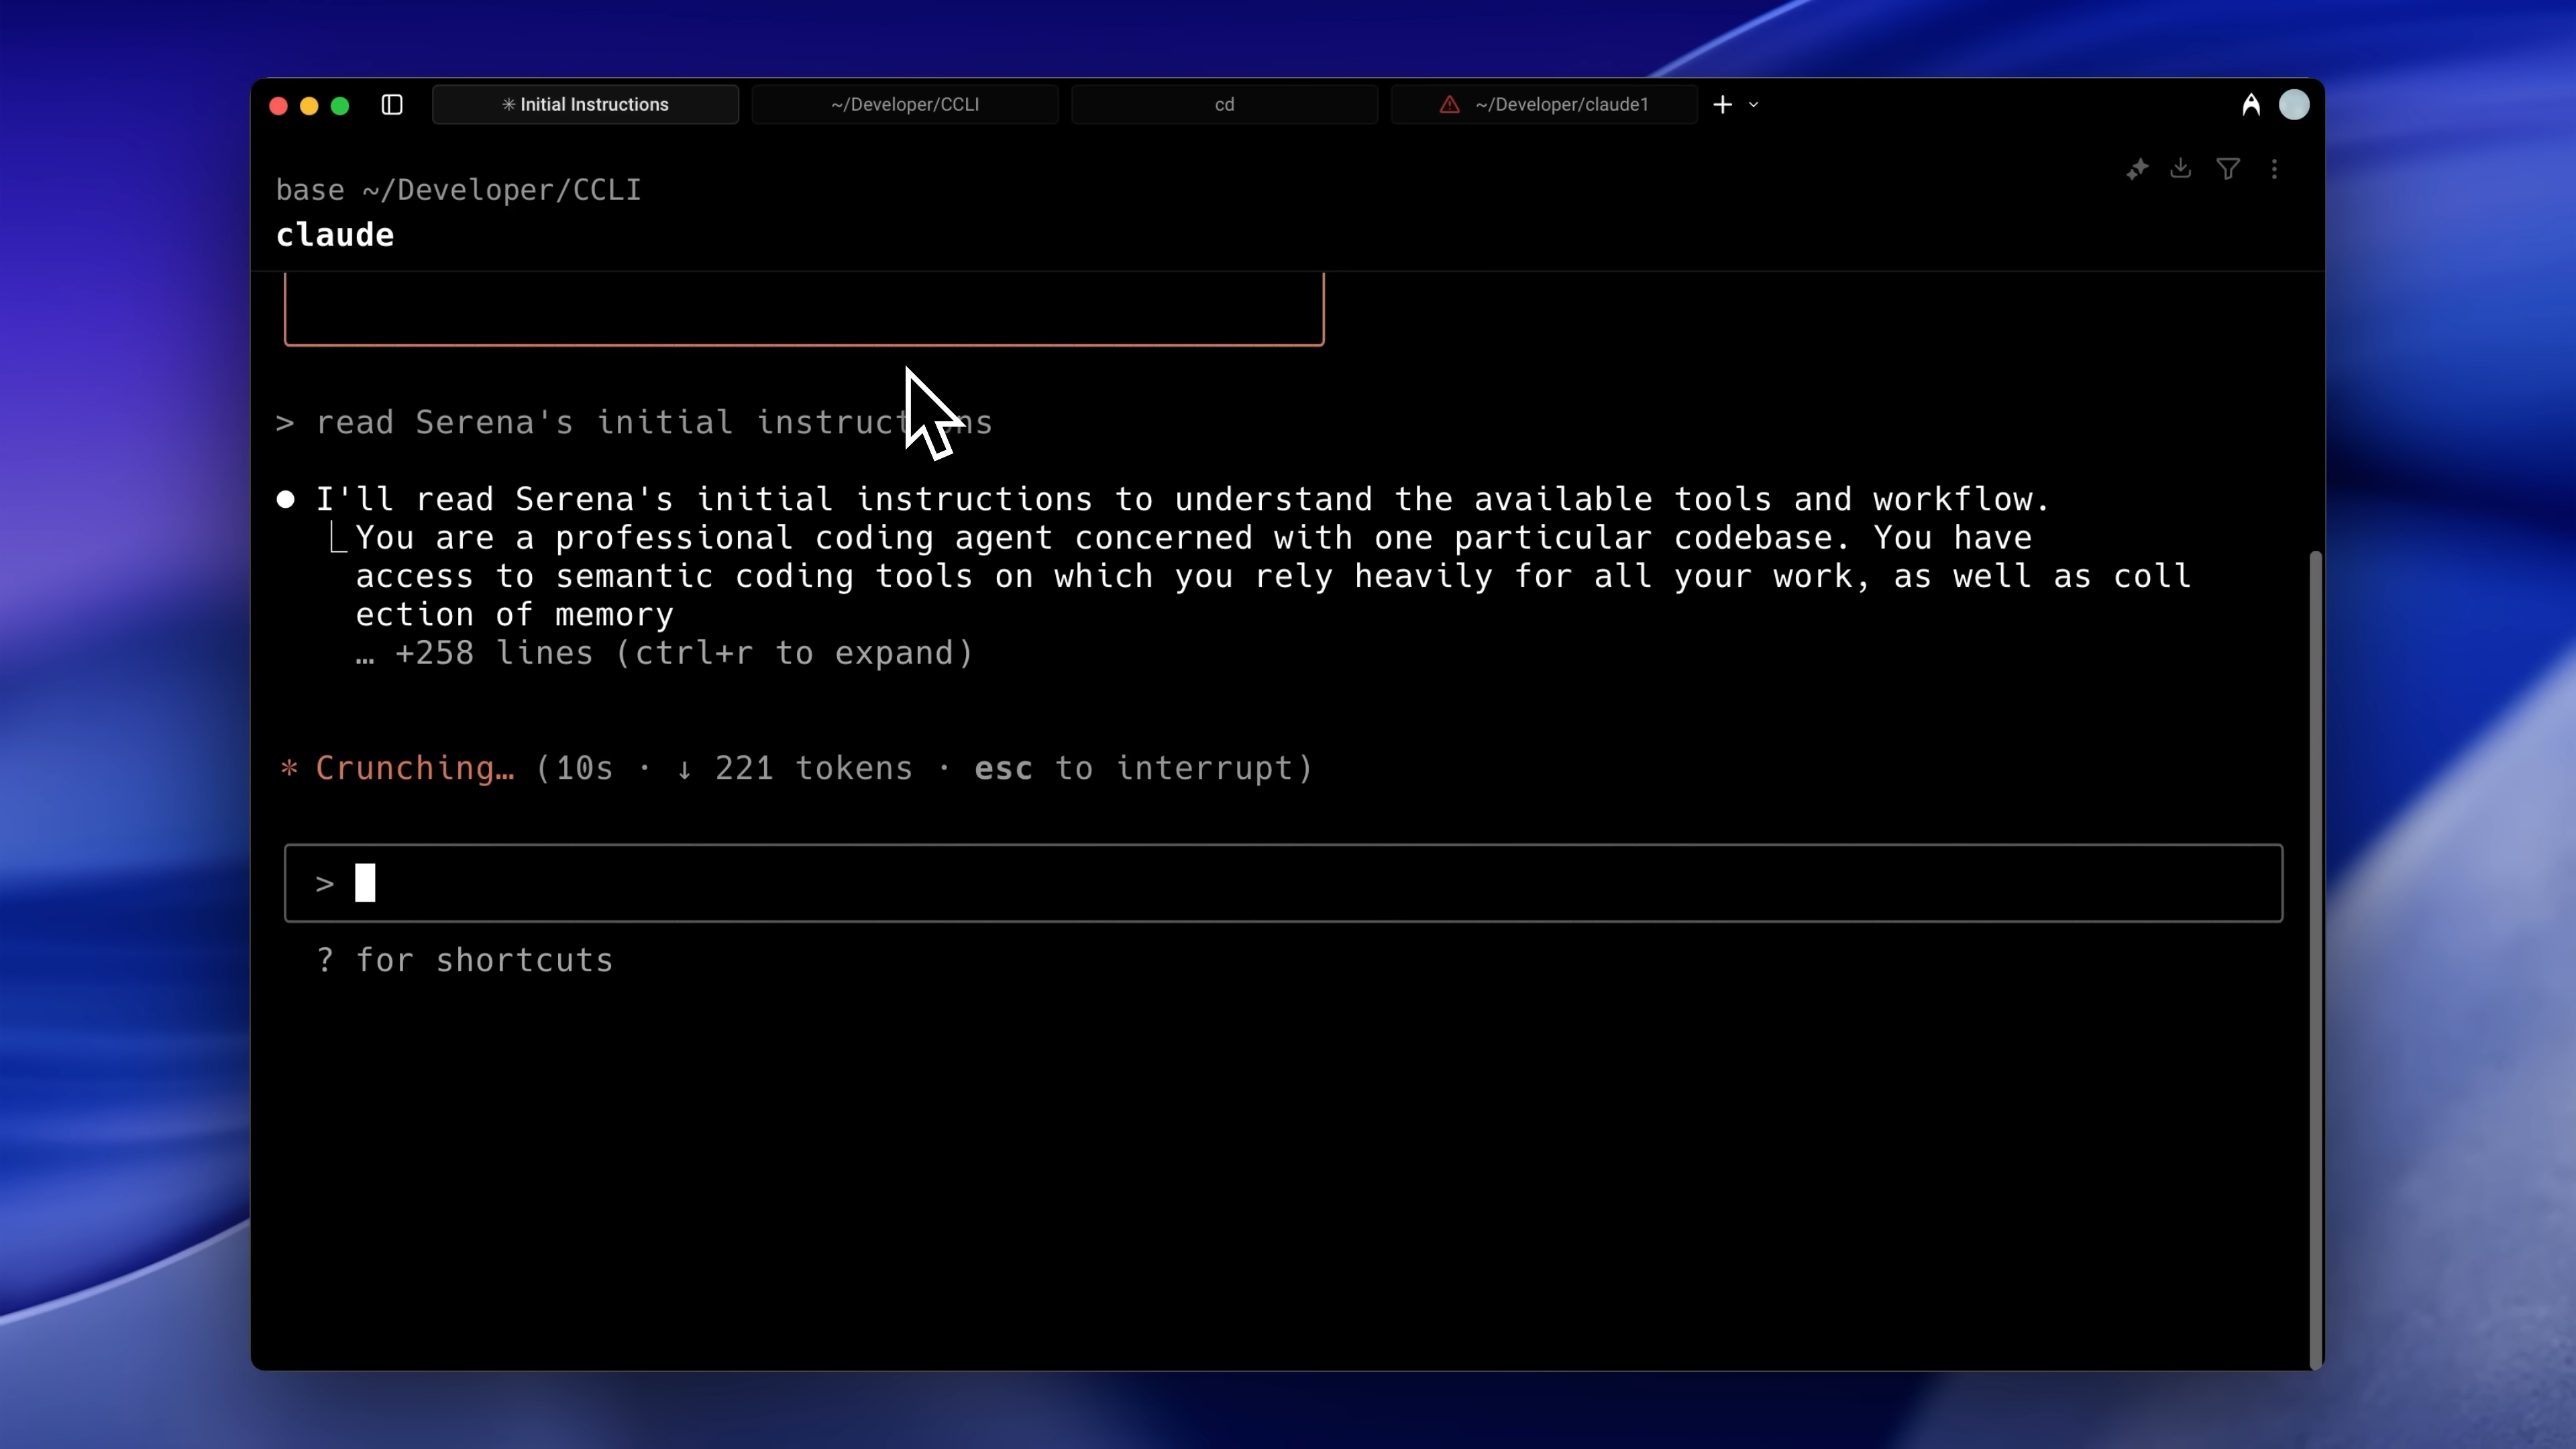 ✳ Initial Instructions
~/Developer/CCLI
cd
~/Developer/claude1
base ~/Developer/CCLI
claude
> read Serena's initial instructions
● I'll read Serena's initial instructions to understand the available tools and workflow.
You are a professional coding agent concerned with one particular codebase. You have
access to semantic coding tools on which you rely heavily for all your work, as well as coll
ection of memory
… +258 lines (ctrl+r to expand)
* Crunching… (10s · ↓ 221 tokens · esc to interrupt)
>
? for shortcuts